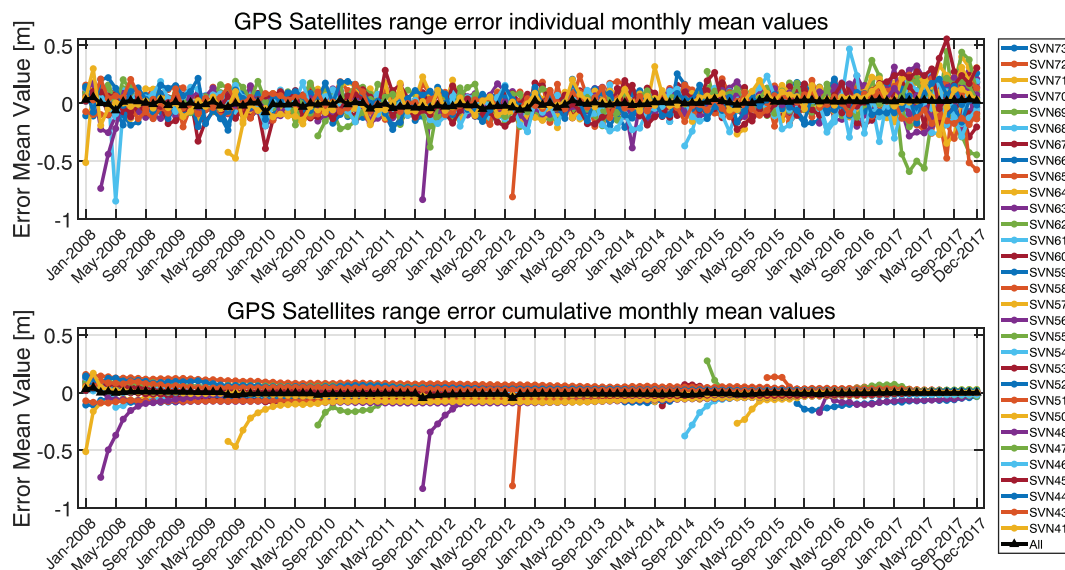 GPS Satellites range error individual monthly mean values
Error Mean Value [m]
0.5
0
-0.5
-1
Jan-2008
May-2008
Sep-2008
Jan-2009
May-2009
Sep-2009
Jan-2010
May-2010
Sep-2010
Jan-2011
May-2011
Sep-2011
Jan-2012
May-2012
Sep-2012
Jan-2013
May-2013
Sep-2013
Jan-2014
May-2014
Sep-2014
Jan-2015
May-2015
Sep-2015
Jan-2016
May-2016
Sep-2016
Jan-2017
May-2017
Sep-2017
Dec-2017
GPS Satellites range error cumulative monthly mean values
Error Mean Value [m]
0.5
0
-0.5
-1
Jan-2008
May-2008
Sep-2008
Jan-2009
May-2009
Sep-2009
Jan-2010
May-2010
Sep-2010
Jan-2011
May-2011
Sep-2011
Jan-2012
May-2012
Sep-2012
Jan-2013
May-2013
Sep-2013
Jan-2014
May-2014
Sep-2014
Jan-2015
May-2015
Sep-2015
Jan-2016
May-2016
Sep-2016
Jan-2017
May-2017
Sep-2017
Dec-2017
SVN73
SVN72
SVN71
SVN70
SVN69
SVN68
SVN67
SVN66
SVN65
SVN64
SVN63
SVN62
SVN61
SVN60
SVN59
SVN58
SVN57
SVN56
SVN55
SVN54
SVN53
SVN52
SVN51
SVN50
SVN48
SVN47
SVN46
SVN45
SVN44
SVN43
SVN41
All